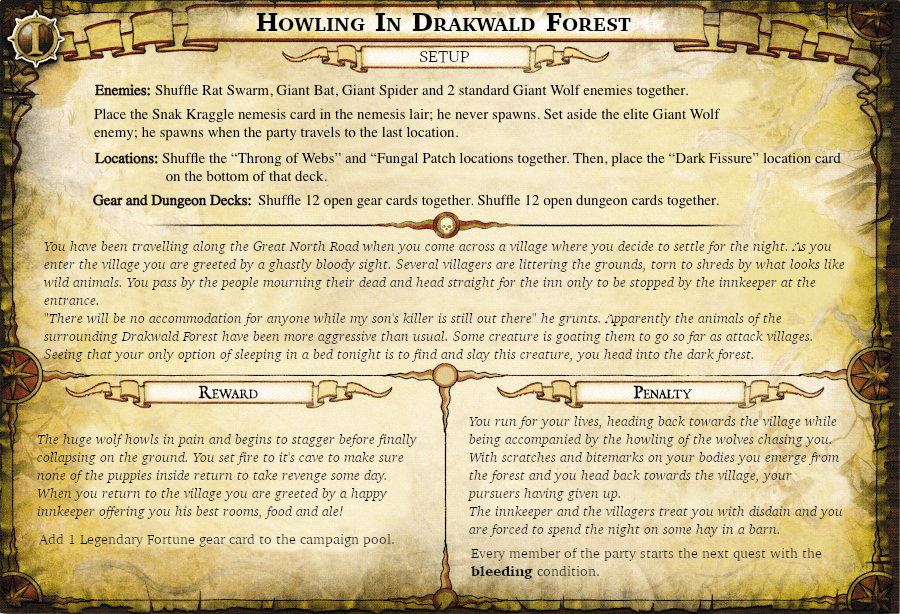 I
Howling In Drakwald Forest
SETUP
Enemies: Shuffle Rat Swarm, Giant Bat, Giant Spider and 2 standard Giant Wolf enemies together.
Place the Snak Kraggle nemesis card in the nemesis lair; he never spawns. Set aside the elite Giant Wolf
enemy; he spawns when the party travels to the last location.
Locations: Shuffle the “Throng of Webs” and “Fungal Patch locations together. Then, place the “Dark Fissure” location card
on the bottom of that deck.
Gear and Dungeon Decks: Shuffle 12 open gear cards together. Shuffle 12 open dungeon cards together.
You have been travelling along the Great North Road when you come across a village where you decide to settle for the night. As you
enter the village you are greeted by a ghastly bloody sight. Several villagers are littering the grounds, torn to shreds by what looks like
wild animals. You pass by the people mourning their dead and head straight for the inn only to be stopped by the innkeeper at the
entrance.
"There will be no accommodation for anyone while my son's killer is still out there" he grunts. Apparently the animals of the
surrounding Drakwald Forest have been more aggressive than usual. Some creature is goating them to go so far as attack villages.
Seeing that your only option of sleeping in a bed tonight is to find and slay this creature, you head into the dark forest.
Reward
The huge wolf howls in pain and begins to stagger before finally
collapsing on the ground. You set fire to it's cave to make sure
none of the puppies inside return to take revenge some day.
When you return to the village you are greeted by a happy
innkeeper offering you his best rooms, food and ale!
Add 1 Legendary Fortune gear card to the campaign pool.
Penalty
You run for your lives, heading back towards the village while
being accompanied by the howling of the wolves chasing you.
With scratches and bitemarks on your bodies you emerge from
the forest and you head back towards the village, your
pursuers having given up.
The innkeeper and the villagers treat you with disdain and you
are forced to spend the night on some hay in a barn.
Every member of the party starts the next quest with the
bleeding condition.